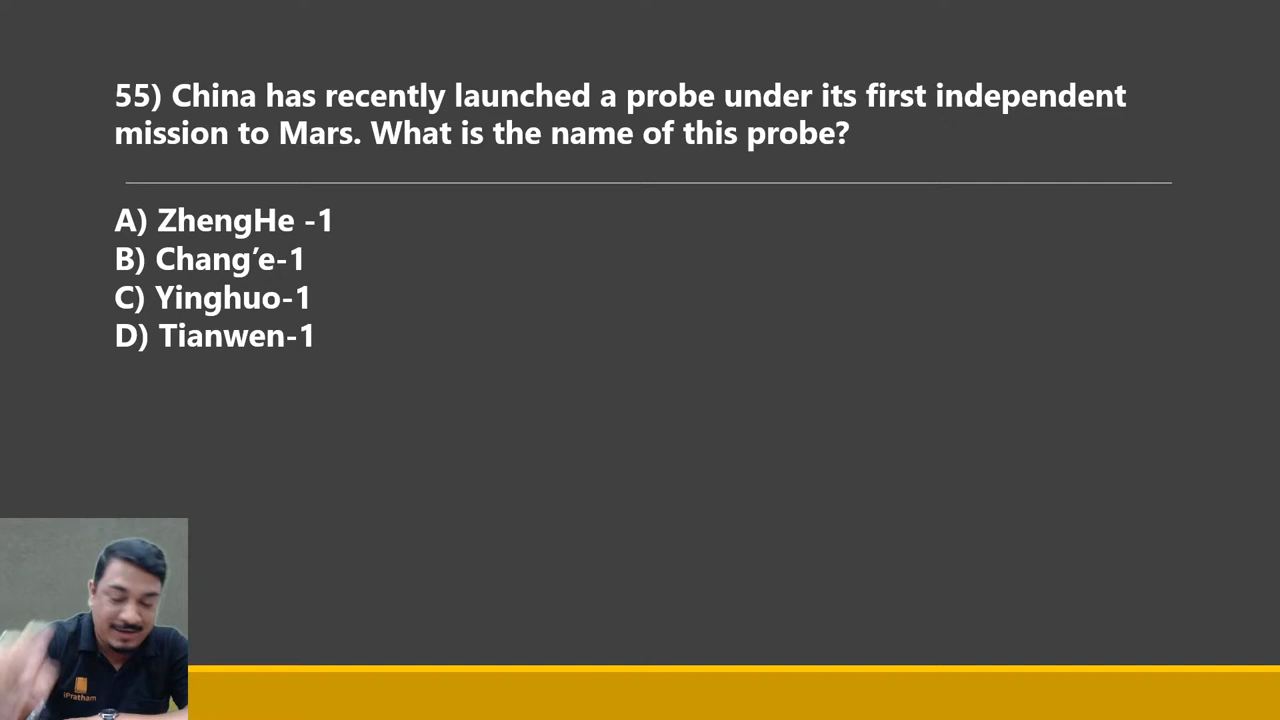 55) China has recently launched a probe under its first independent
mission to Mars. What is the name of this probe?
A) ZhengHe -1
B) Chang’e-1
C) Yinghuo-1
D) Tianwen-1
iPratham